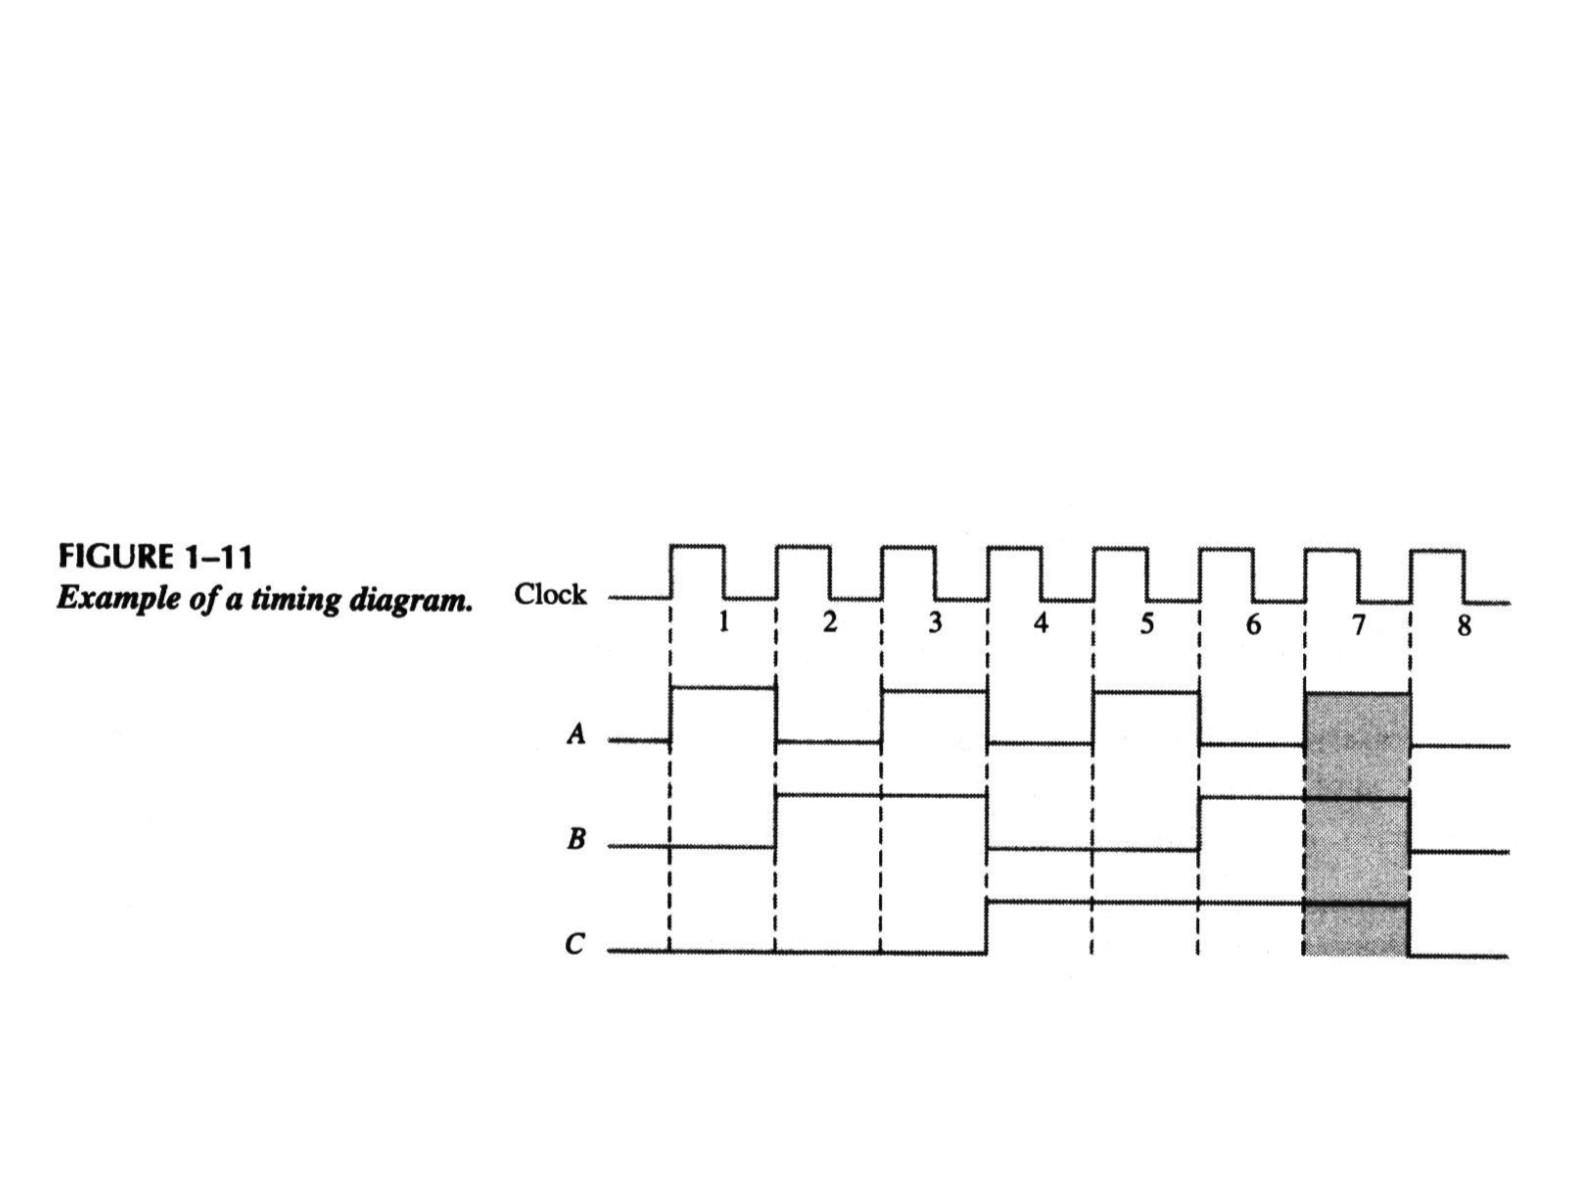 FIGURE 1–11
Example of a timing diagram.
Clock
1 2 3 4 5 6 7 8
A
B
C